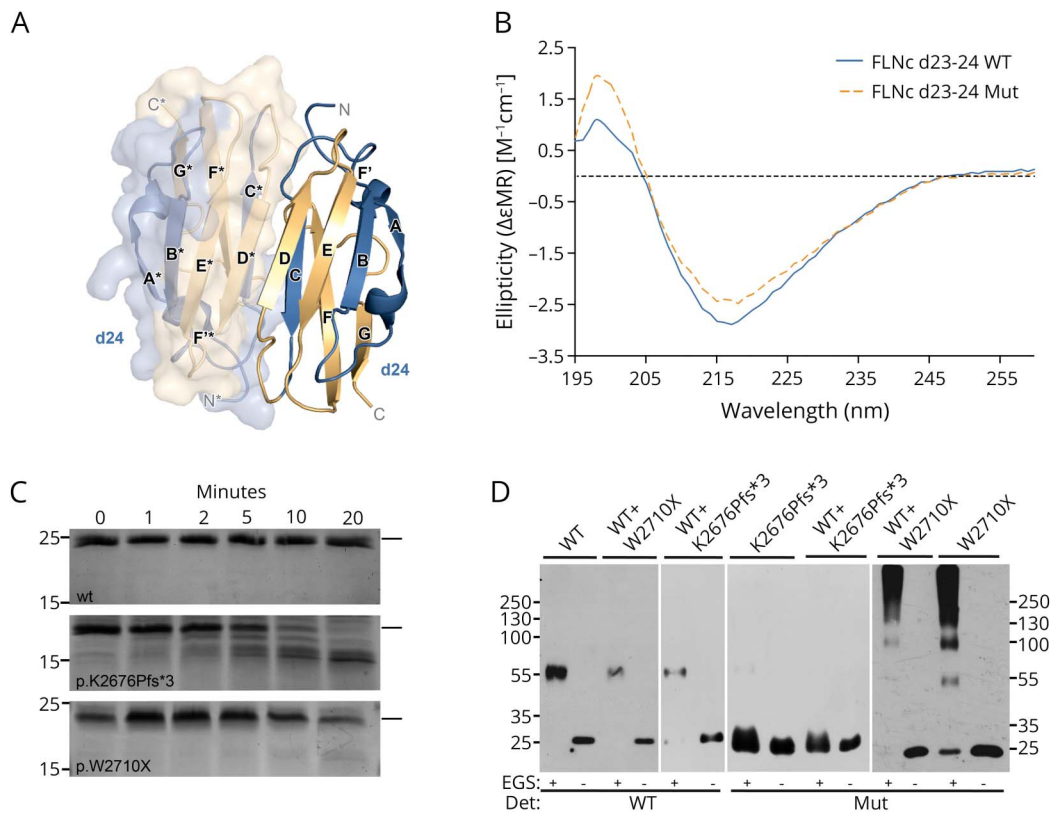 A
C*
G*
F*
C*
B*
A*
E*
D*
d24
F'*
N*
N
F'
A
D
C
E
B
F
G
d24
C
B
2.5
1.5
0.5
−0.5
−1.5
−2.5
−3.5
Ellipticity (ΔεMR) [M⁻¹cm⁻¹]
FLNc d23-24 WT
FLNc d23-24 Mut
195 205 215 225 235 245 255
Wavelength (nm)
C
Minutes
0 1 2 5 10 20
25
15
wt
15
p.K2676Pfs*3
25
15
p.W2710X
D
WT
WT+
W2710X
WT+
K2676Pfs*3
K2676Pfs*3
WT+
K2676Pfs*3
WT+
W2710X
W2710X
250
130
100
55
35
25
250
130
100
55
35
25
EGS: + - + - + - + - + - + - + -
Det: WT Mut